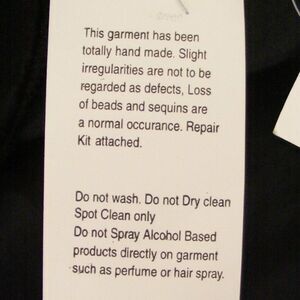 This garment has been
totally hand made. Slight
irregularities are not to be
regarded as defects, Loss
of beads and sequins are
a normal occurance. Repair
Kit attached.
Do not wash. Do not Dry clean
Spot Clean only
Do not Spray Alcohol Based
products directly on garment
such as perfume or hair spray.